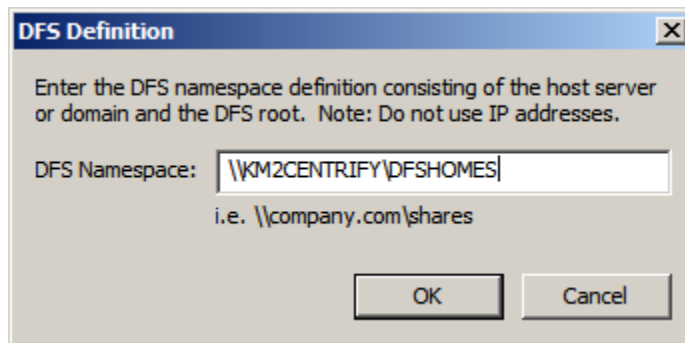 DFS Definition
Enter the DFS namespace definition consisting of the host server
or domain and the DFS root.  Note: Do not use IP addresses.
DFS Namespace: \\KM2CENTRIFY\DFSHOMES
i.e. \\company.com\shares
OK Cancel